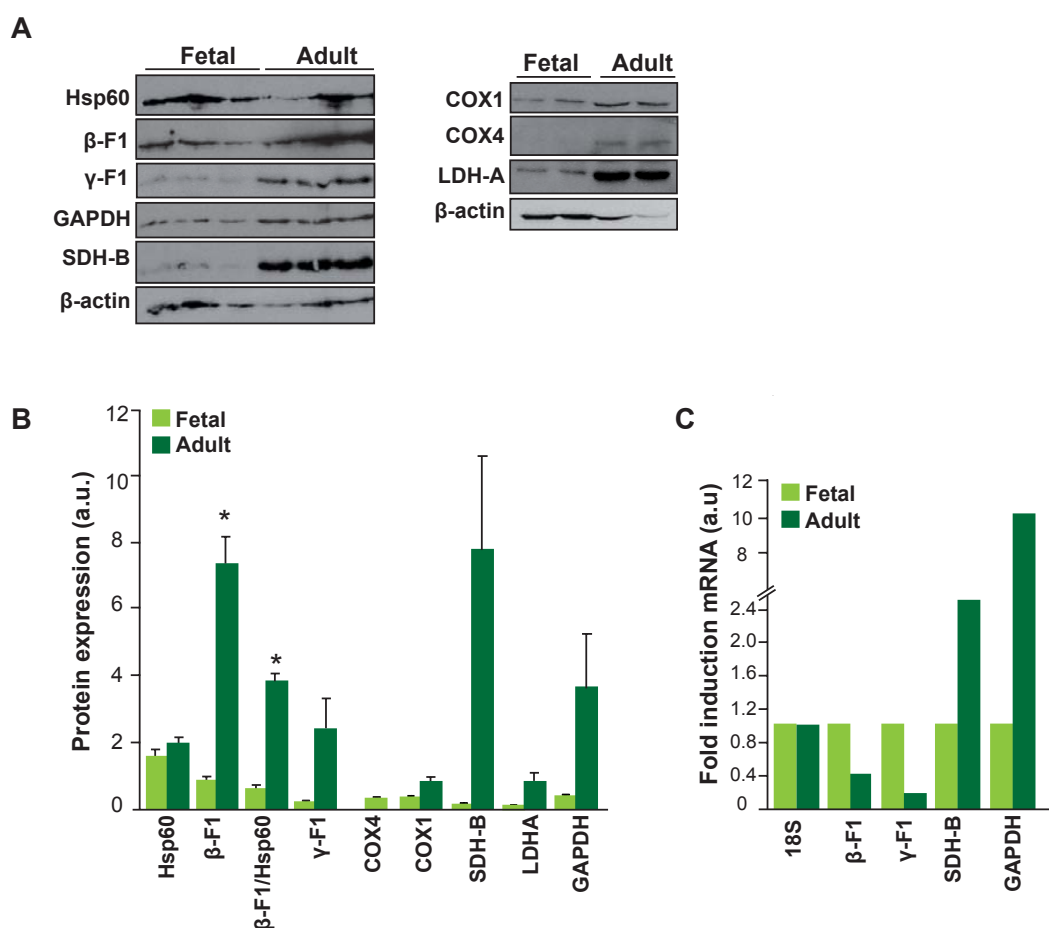 A
Fetal Adult
Hsp60
β-F1
γ-F1
GAPDH
SDH-B
β-actin
Fetal Adult
COX1
COX4
LDH-A
β-actin
B
Fetal
Adult
Protein expression (a.u.)
12
10
8
6
4
2
0
*
*
Hsp60
β-F1
β-F1/Hsp60
γ-F1
COX4
COX1
SDH-B
LDHA
GAPDH
C
Fetal
Adult
Fold induction mRNA (a.u)
12
10
8
2.4
2.0
1.6
1.2
0.8
0.4
0
18S
β-F1
γ-F1
SDH-B
GAPDH